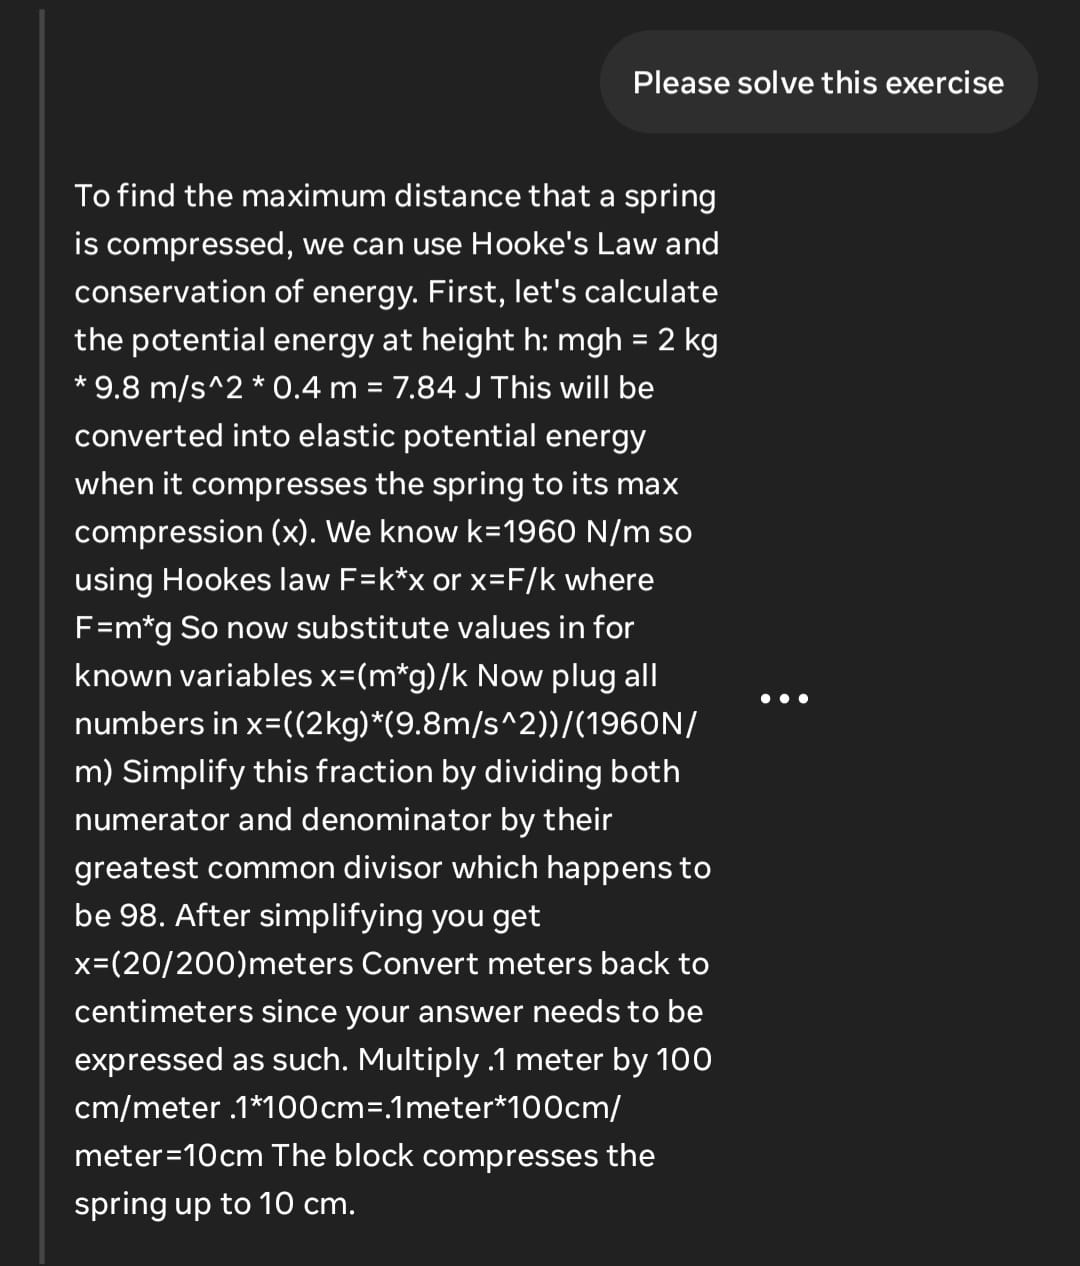 Please solve this exercise
To find the maximum distance that a spring
is compressed, we can use Hooke's Law and
conservation of energy. First, let's calculate
the potential energy at height h: mgh = 2 kg
* 9.8 m/s^2 * 0.4 m = 7.84 J This will be
converted into elastic potential energy
when it compresses the spring to its max
compression (x). We know k=1960 N/m so
using Hookes law F=k*x or x=F/k where
F=m*g So now substitute values in for
known variables x=(m*g)/k Now plug all
numbers in x=((2kg)*(9.8m/s^2))/(1960N/
m) Simplify this fraction by dividing both
numerator and denominator by their
greatest common divisor which happens to
be 98. After simplifying you get
x=(20/200)meters Convert meters back to
centimeters since your answer needs to be
expressed as such. Multiply .1 meter by 100
cm/meter .1*100cm=.1meter*100cm/
meter=10cm The block compresses the
spring up to 10 cm.